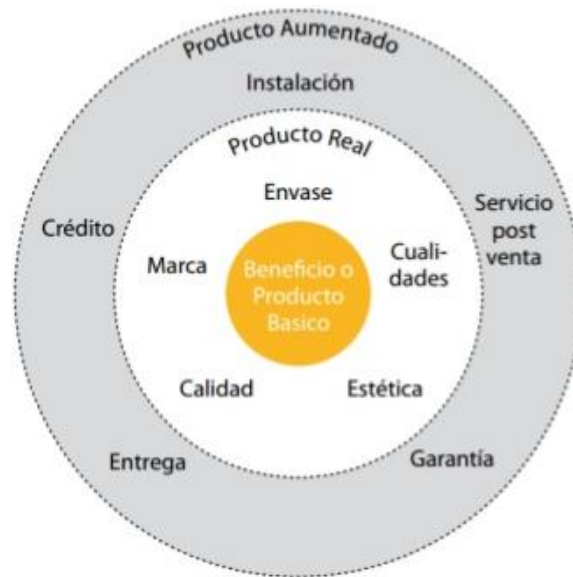 Producto Aumentado
Instalación
Producto Real
Envase
Crédito
Servicio
post
venta
Marca
Cuali-
dades
Beneficio o
Producto
Basico
Calidad
Estética
Entrega
Garantía